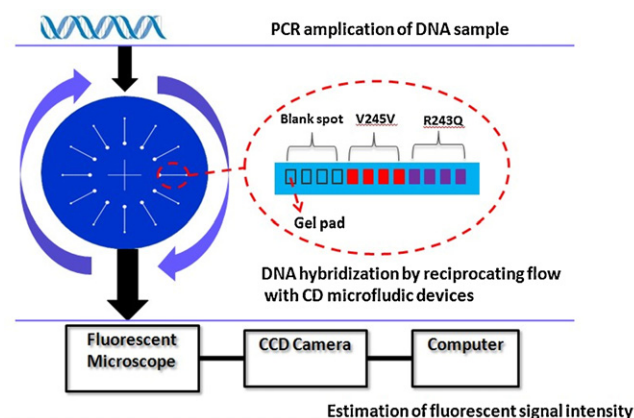 PCR amplication of DNA sample
Blank spot V245V R243Q
Gel pad
DNA hybridization by reciprocating flow
with CD microfludic devices
Fluorescent
Microscope
CCD Camera
Computer
Estimation of fluorescent signal intensity